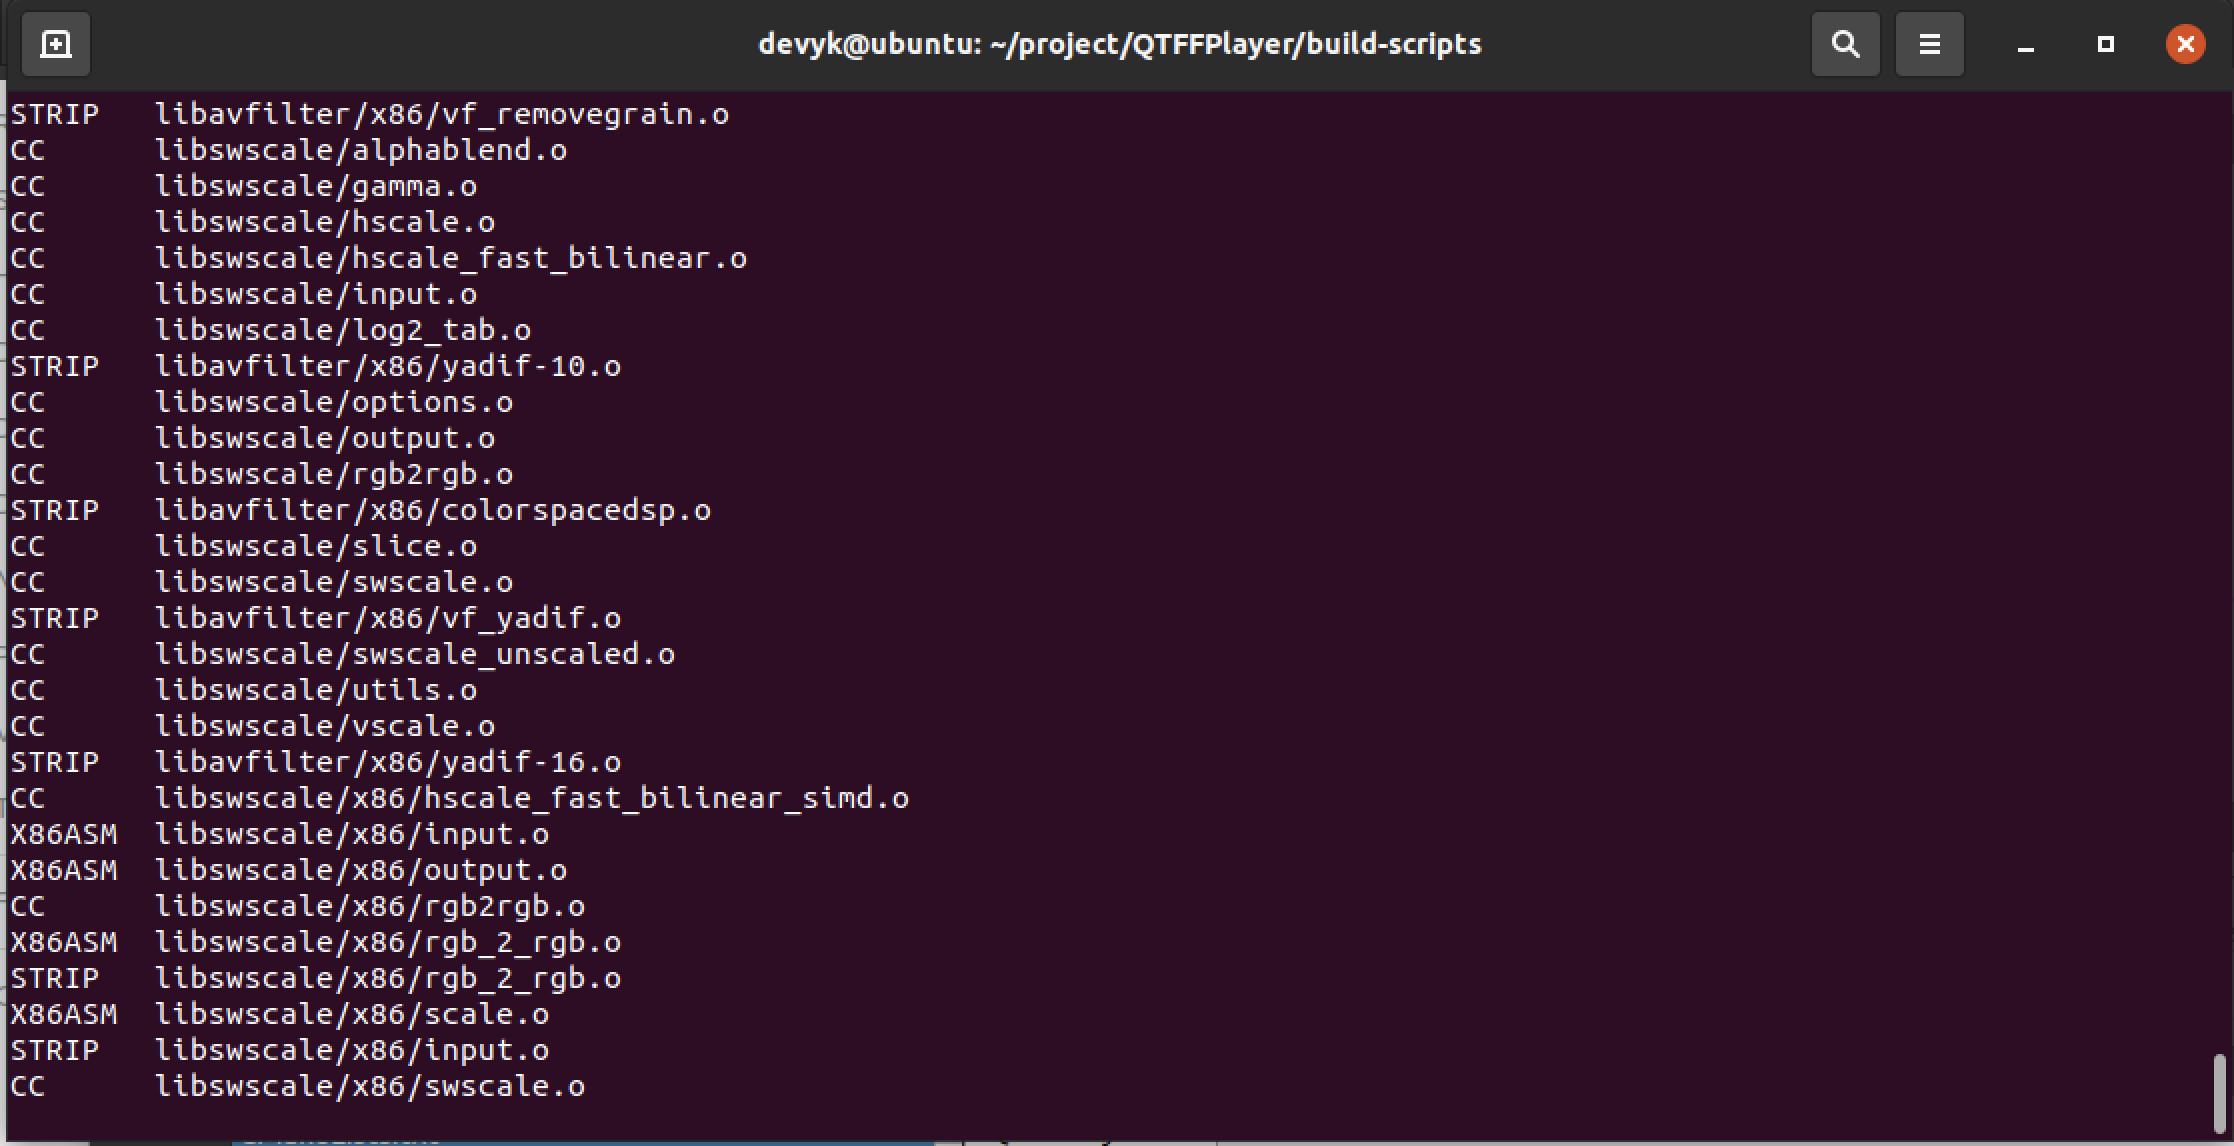 devyk@ubuntu: ~/project/QTFFPlayer/build-scripts
STRIP libavfilter/x86/vf_removegrain.o
CC libswscale/alphablend.o
CC libswscale/gamma.o
CC libswscale/hscale.o
CC libswscale/hscale_fast_bilinear.o
CC libswscale/input.o
CC libswscale/log2_tab.o
STRIP libavfilter/x86/yadif-10.o
CC libswscale/options.o
CC libswscale/output.o
CC libswscale/rgb2rgb.o
STRIP libavfilter/x86/colorspacedsp.o
CC libswscale/slice.o
CC libswscale/swscale.o
STRIP libavfilter/x86/vf_yadif.o
CC libswscale/swscale_unscaled.o
CC libswscale/utils.o
CC libswscale/vscale.o
STRIP libavfilter/x86/yadif-16.o
CC libswscale/x86/hscale_fast_bilinear_simd.o
X86ASM libswscale/x86/input.o
X86ASM libswscale/x86/output.o
CC libswscale/x86/rgb2rgb.o
X86ASM libswscale/x86/rgb_2_rgb.o
STRIP libswscale/x86/rgb_2_rgb.o
X86ASM libswscale/x86/scale.o
STRIP libswscale/x86/input.o
CC libswscale/x86/swscale.o